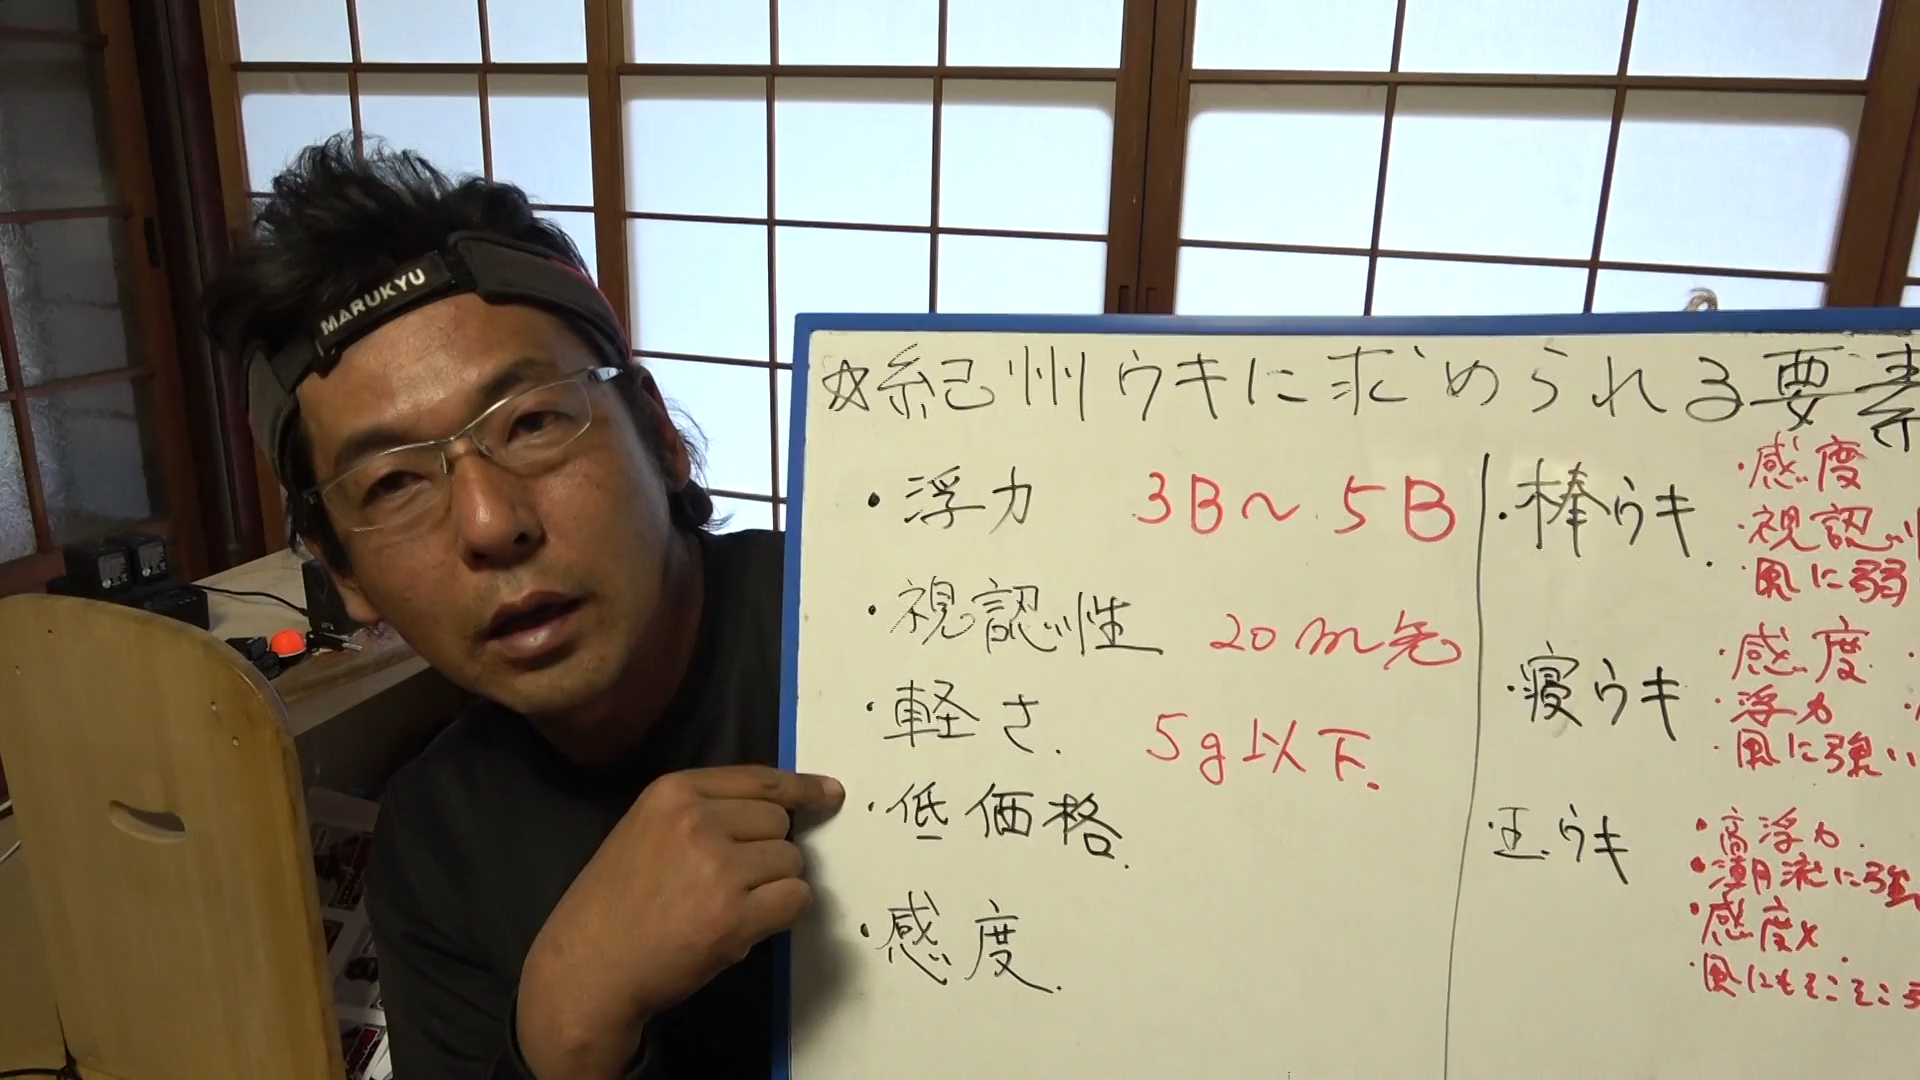 MARUKYU
☆紀州ウキに求められる要素
・浮力 3B～5B
・視認性 20m先
・軽さ. 5g以下.
・低価格.
・感度.
・棒ウキ.
・感度
・視認性
・風に弱
・寝ウキ
・感度.
・浮力
・風に強い
・玉ウキ
・高浮力.
・潮流に強
・感度×
・風にもそこそこ